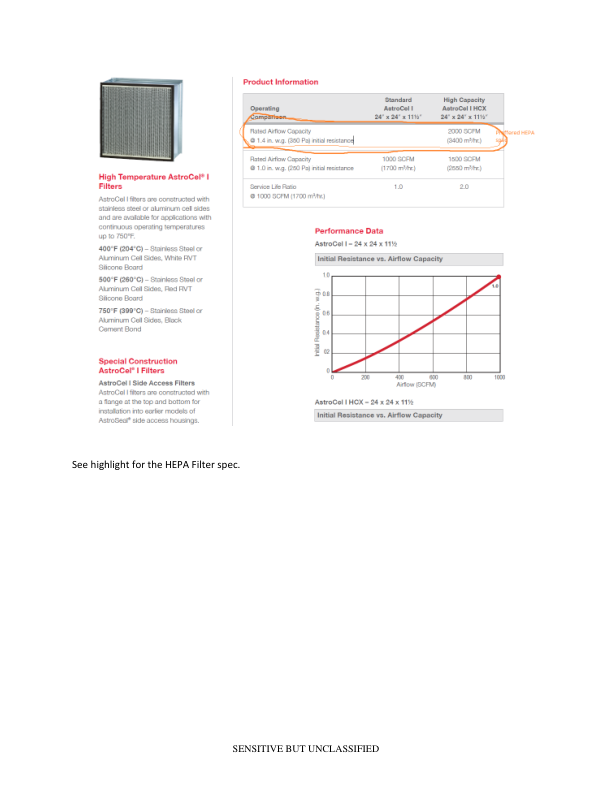 High Temperature AstroCel® I
Filters
AstroCel I filters are constructed with
stainless steel or aluminum cell sides
and are available for applications with
continuous operating temperatures
up to 750°F.
400°F (204°C) – Stainless Steel or
Aluminum Cell Sides, White RVT
Silicone Board
500°F (260°C) – Stainless Steel or
Aluminum Cell Sides, Red RVT
Silicone Board
750°F (399°C) – Stainless Steel or
Aluminum Cell Sides, Black
Cement Bond
Special Construction
AstroCel® I Filters
AstroCel I Side Access Filters
AstroCel I filters are constructed with
a flange at the top and bottom for
installation into earlier models of
AstroSeal® side access housings,
Product Information
Operating
Comparison
Standard
AstroCel I
24" x 24" x 11½"
High Capacity
AstroCel I HCX
24" x 24" x 11½"
Rated Airflow Capacity
@ 1.4 in. w.g. (350 Pa) initial resistance
2000 SCFM
(3400 m³/hr.)
HEPA
Rated Airflow Capacity
@ 1.0 in. w.g. (250 Pa) initial resistance
1000 SCFM
(1700 m³/hr.)
1500 SCFM
(2550 m³/hr.)
Service Life Ratio
@ 1000 SCFM (1700 m³/hr.)
1.0
2.0
Performance Data
AstroCel I – 24 x 24 x 11½
Initial Resistance vs. Airflow Capacity
Initial Resistance (in. w.g.)
1.0
0.8
0.6
0.4
02
0
1.0
0 200 400 600 800 1000
Airflow (SCFM)
AstroCel I HCX – 24 x 24 x 11½
Initial Resistance vs. Airflow Capacity
See highlight for the HEPA Filter spec.
SENSITIVE BUT UNCLASSIFIED